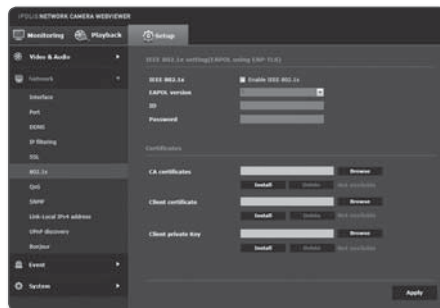 iPOLiS NETWORK CAMERA WEBVIEWER
Monitoring
Playback
Setup
Video & Audio
Network
Interface
Port
DDNS
IP filtering
SSL
802.1x
QoS
SNMP
Link-Local IPv4 address
UPnP discovery
Bonjour
Event
System
IEEE 802.1x setting(EAPOL using EAP-TLS)
IEEE 802.1x
Enable IEEE 802.1x
EAPOL version
ID
Password
Certificates
CA certificates
Browse
Install
Delete
Not available
Client certificate
Browse
Install
Delete
Not available
Client private Key
Browse
Install
Delete
Not available
Apply